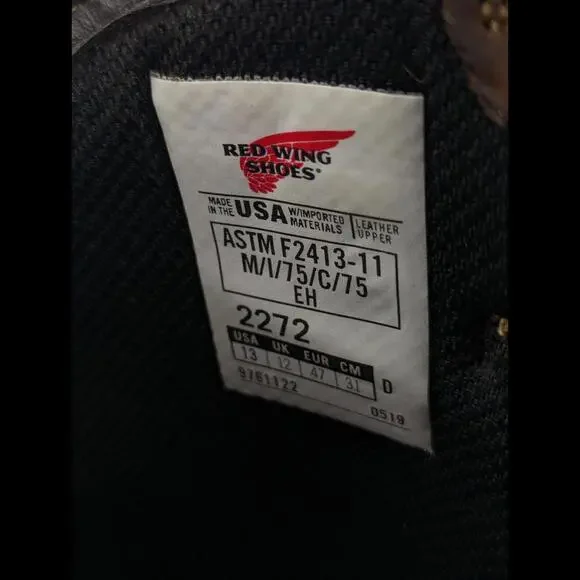 RED WING
SHOES®
MADE IN THE USA W/IMPORTED MATERIALS LEATHER UPPER
ASTM F2413-11
M/I/75/C/75
EH
2272
USA UK EUR CM
13 12 47 31 D
9761122 0519